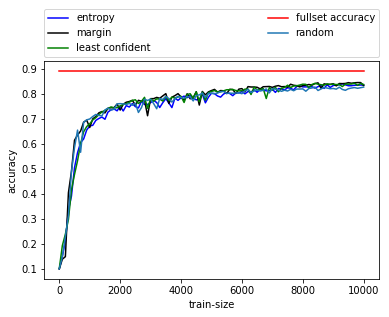 entropy
margin
least confident
fullset accuracy
random
0.9
0.8
0.7
0.6
0.5
0.4
0.3
0.2
0.1
accuracy
0 2000 4000 6000 8000 10000
train-size